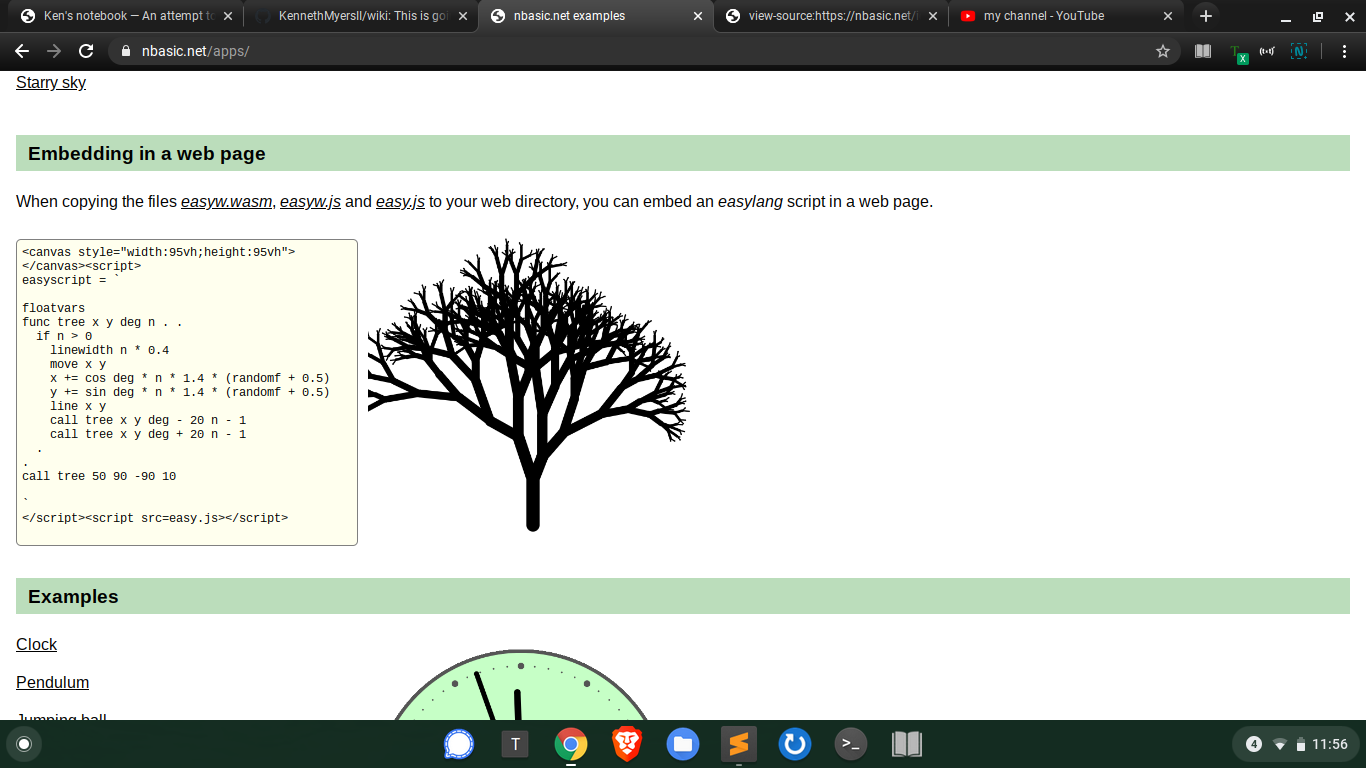 Ken's notebook — An attempt to
KennethMyersII/wiki: This is goi
nbasic.net examples
view-source:https://nbasic.net/
my channel - YouTube
nbasic.net/apps/
T
X
N
Starry sky
Embedding in a web page
When copying the files easyw.wasm, easyw.js and easy.js to your web directory, you can embed an easylang script in a web page.
<canvas style="width:95vh;height:95vh">
</canvas><script>
easyscript = `
floatvars
func tree x y deg n . .
if n > 0
linewidth n * 0.4
move x y
x += cos deg * n * 1.4 * (randomf + 0.5)
y += sin deg * n * 1.4 * (randomf + 0.5)
line x y
call tree x y deg - 20 n - 1
call tree x y deg + 20 n - 1
.
.
call tree 50 90 -90 10
`
</script><script src=easy.js></script>
Examples
Clock
Pendulum
Jumping ball
T
>_
4
11:56